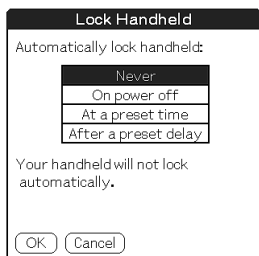 Lock Handheld
Automatically lock handheld:
Never
On power off
At a preset time
After a preset delay
Your handheld will not lock
automatically.
OK Cancel